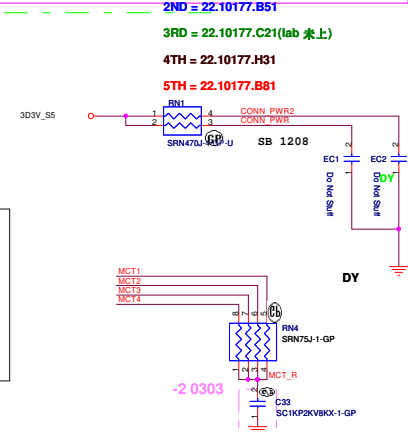 2ND = 22.10177.B51
3RD = 22.10177.C21(lab 未上)
4TH = 22.10177.H31
5TH = 22.10177.B81
RN1
3D3V_S5
1 4 CONN_PWR2
2 3 CONN_PWR
GP
SB 1208
2 2
EC1 EC2
DY
1 1
Do Not Stuff Do Not Stuff
DY
MCT1
MCT2
MCT3
MCT4
8 7 6 5
RN4
SRN75J-1-GP
1 2 3 4
MCT_R
-2 0303
2
C33
SC1KP2KV8KX-1-GP
1